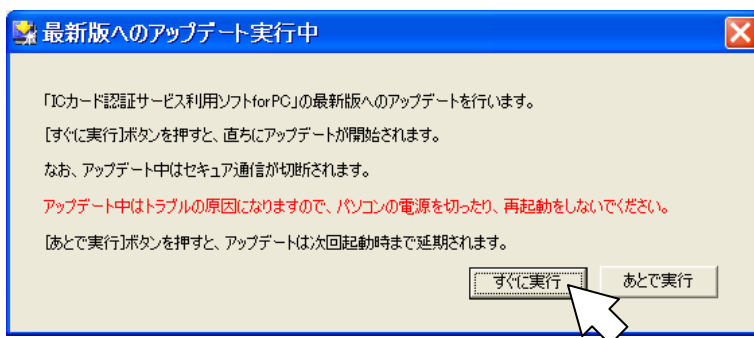 最新版へのアップデート実行中
「ICカード認証サービス利用ソフトforPC」の最新版へのアップデートを行います。
[すぐに実行]ボタンを押すと、直ちにアップデートが開始されます。
なお、アップデート中はセキュア通信が切断されます。
アップデート中はトラブルの原因になりますので、パソコンの電源を切ったり、再起動をしないでください。
[あとで実行]ボタンを押すと、アップデートは次回起動時まで延期されます。
すぐに実行 あとで実行